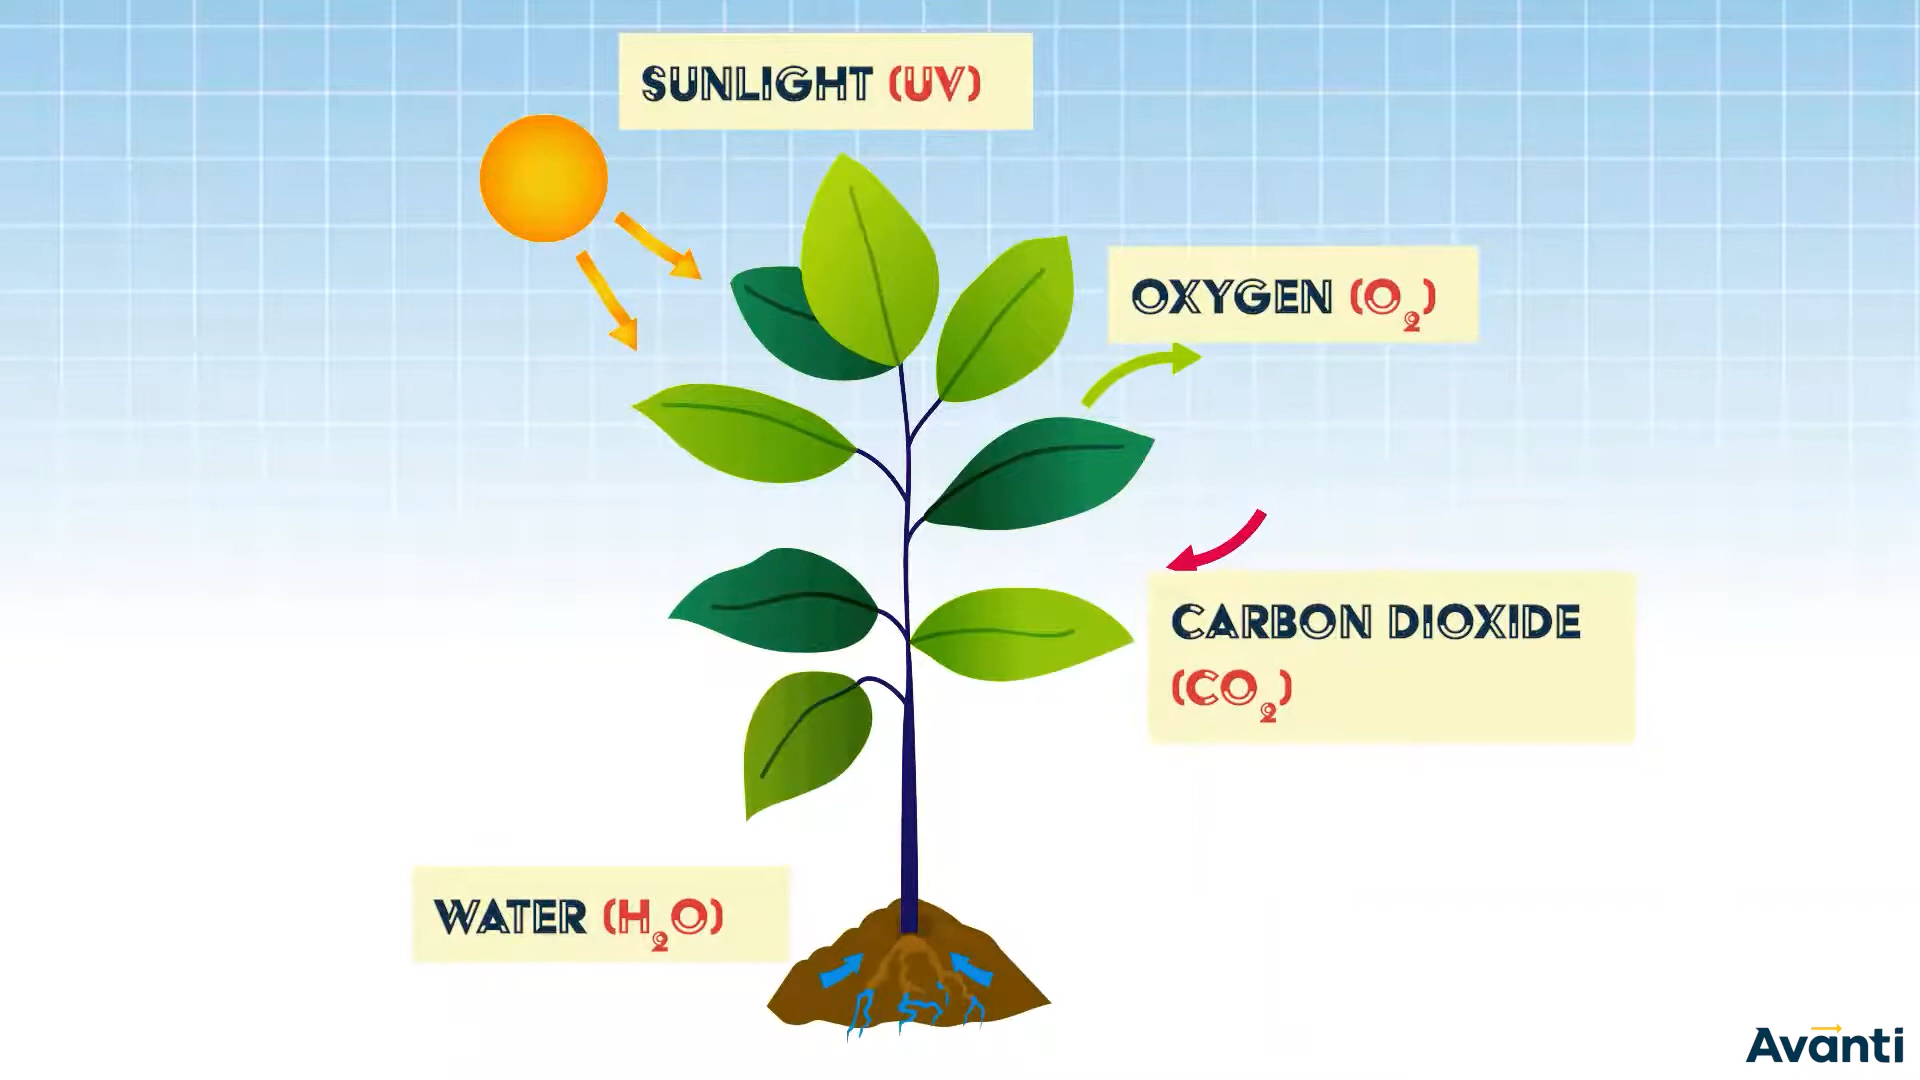 SUNLIGHT (UV)
OXYGEN (O₂)
CARBON DIOXIDE
(CO₂)
WATER (H₂O)
Avanti